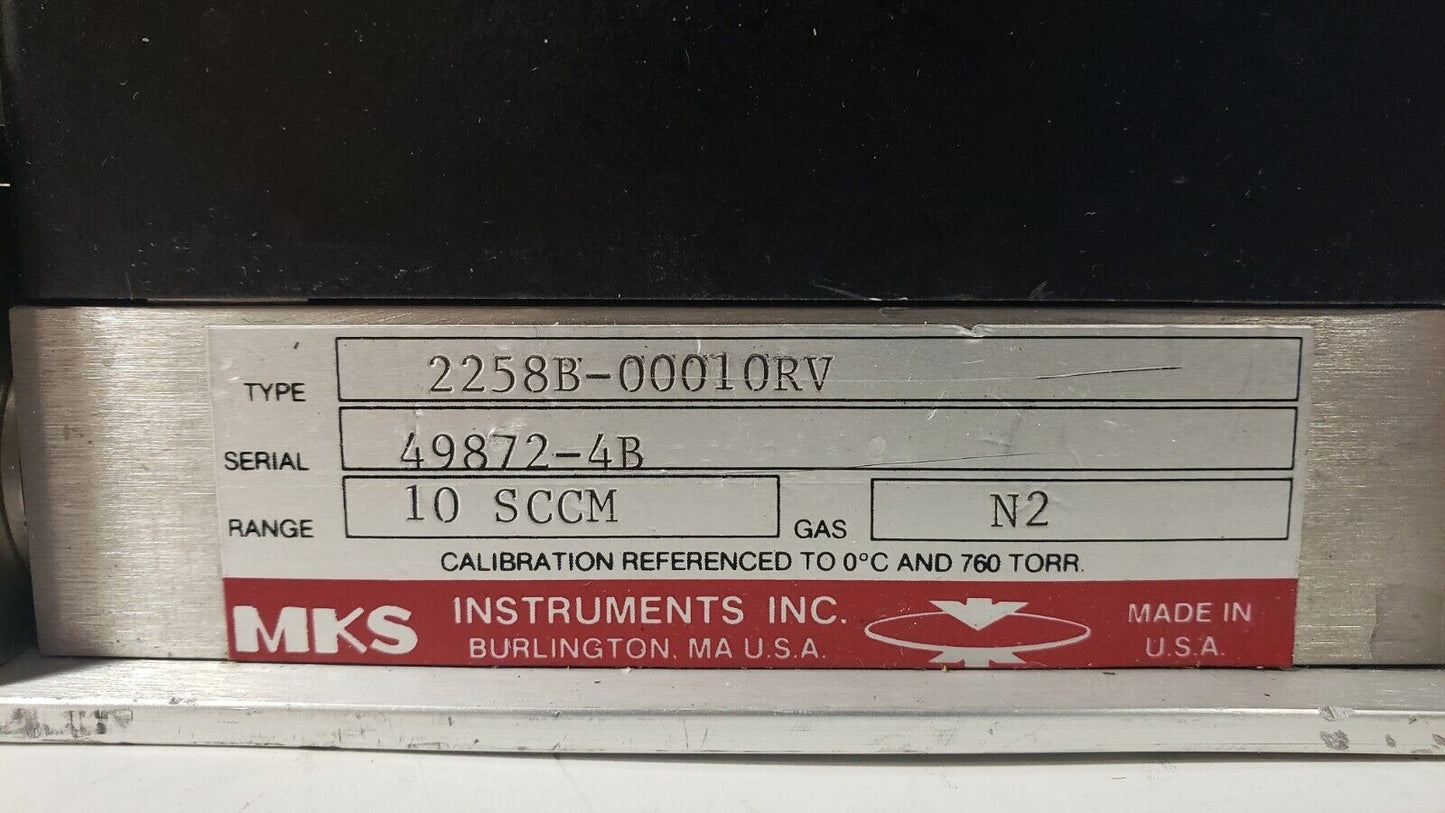 TYPE 2258B-00010RV
SERIAL 49872-4B
RANGE 10 SCCM GAS N2
CALIBRATION REFERENCED TO 0°C AND 760 TORR.
MKS INSTRUMENTS INC.
BURLINGTON, MA U.S.A.
MADE IN
U.S.A.